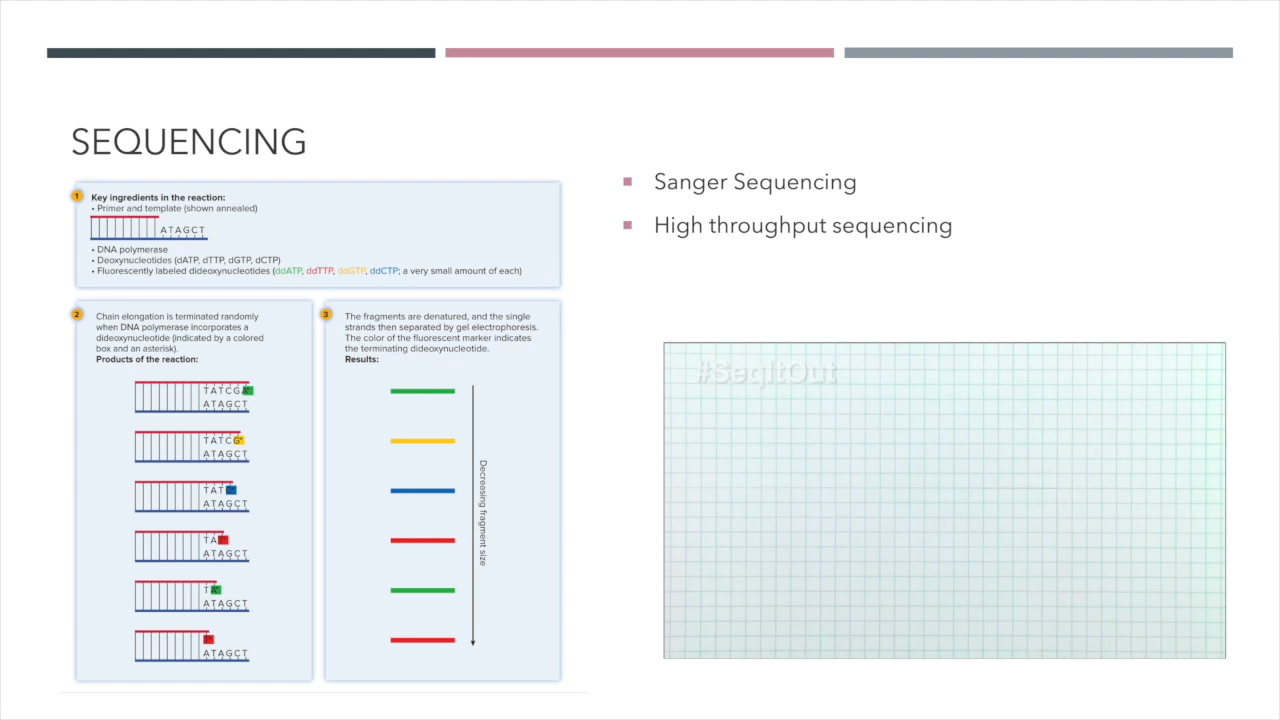 SEQUENCING
1
Key ingredients in the reaction:
• Primer and template (shown annealed)
ATAGCT
• DNA polymerase
• Deoxynucleotides (dATP, dTTP, dGTP, dCTP)
• Fluorescently labeled dideoxynucleotides (ddATP, ddTTP, ddGTP, ddCTP; a very small amount of each)
2
Chain elongation is terminated randomly
when DNA polymerase incorporates a
dideoxynucleotide (indicated by a colored
box and an asterisk).
Products of the reaction:
TATCGA*
ATAGCT
TATCG*
ATAGCT
TAT
ATAGCT
TA
ATAGCT
TA*
ATAGCT
ATAGCT
3
The fragments are denatured, and the single
strands then separated by gel electrophoresis.
The color of the fluorescent marker indicates
the terminating dideoxynucleotide.
Results:
Decreasing fragment size
Sanger Sequencing
High throughput sequencing
#SeqItOut